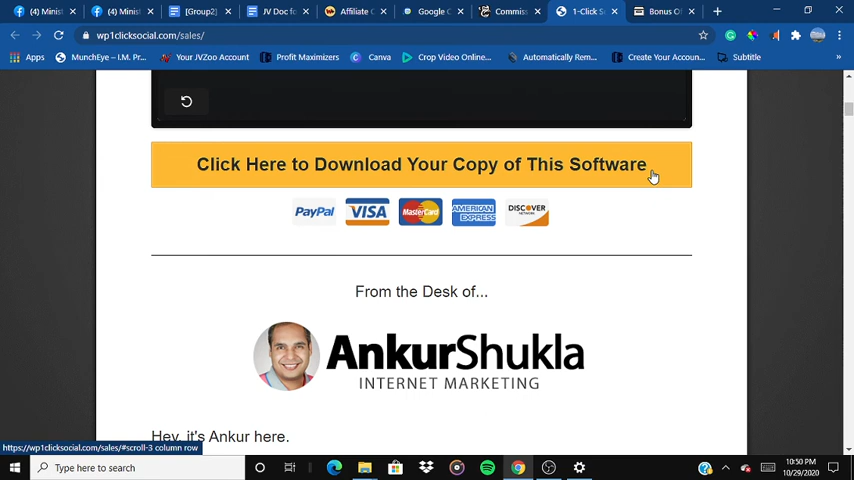 (4) Minist
(4) Minist
[Group2]
JV Doc fo
Affiliate C
Google C
Commiss
1-Click S
Bonus Of
wp1clicksocial.com/sales/
Apps
MunchEye – I.M. Pr...
Your JVZoo Account
Profit Maximizers
Canva
Crop Video Online...
Automatically Rem...
Create Your Accoun...
Subtitle
Click Here to Download Your Copy of This Software
PayPal
VISA
MasterCard
AMERICAN EXPRESS
DISCOVER
NETWORK
From the Desk of...
AnkurShukla
INTERNET MARKETING
Hey, it's Ankur here.
https://wp1clicksocial.com/sales/#scroll-3 column row
Type here to search
10:50 PM
10/29/2020